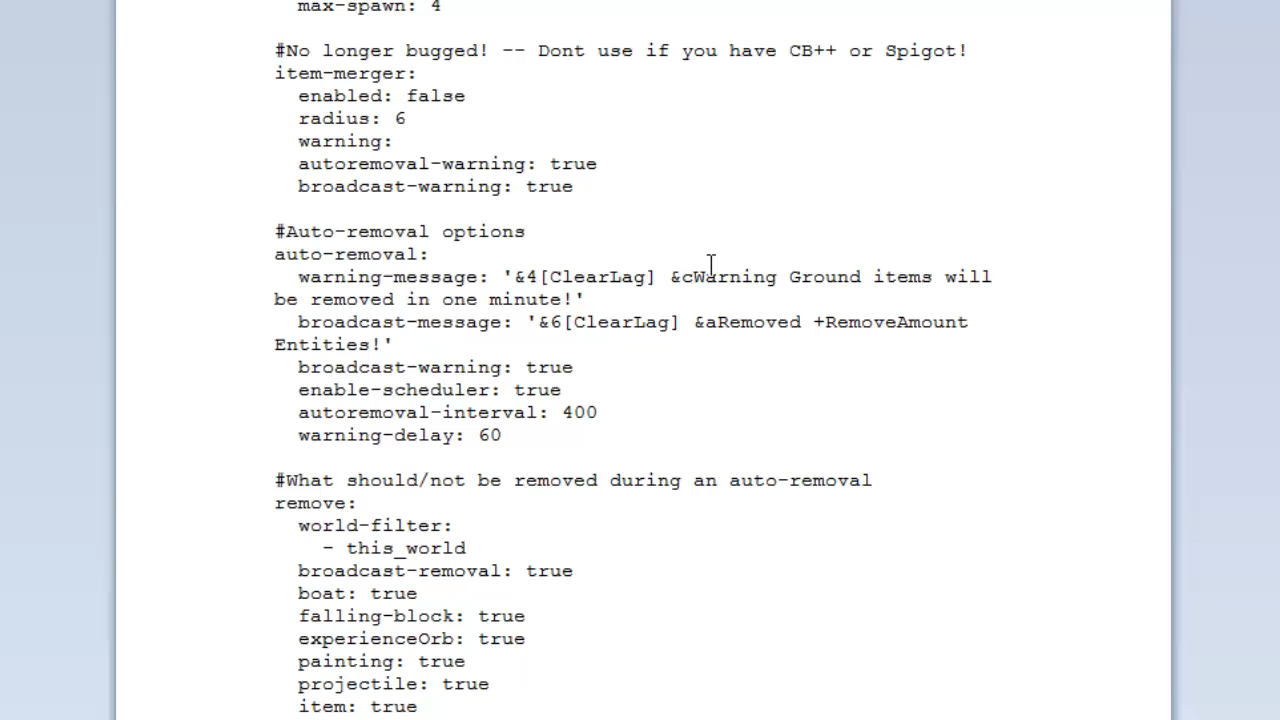 max-spawn: 4
#No longer bugged! -- Dont use if you have CB++ or Spigot!
item-merger:
enabled: false
radius: 6
warning:
autoremoval-warning: true
broadcast-warning: true
#Auto-removal options
auto-removal:
warning-message: '&4[ClearLag] &cWarning Ground items will
be removed in one minute!'
broadcast-message: '&6[ClearLag] &aRemoved +RemoveAmount
Entities!'
broadcast-warning: true
enable-scheduler: true
autoremoval-interval: 400
warning-delay: 60
#What should/not be removed during an auto-removal
remove:
world-filter:
- this_world
broadcast-removal: true
boat: true
falling-block: true
experienceOrb: true
painting: true
projectile: true
item: true